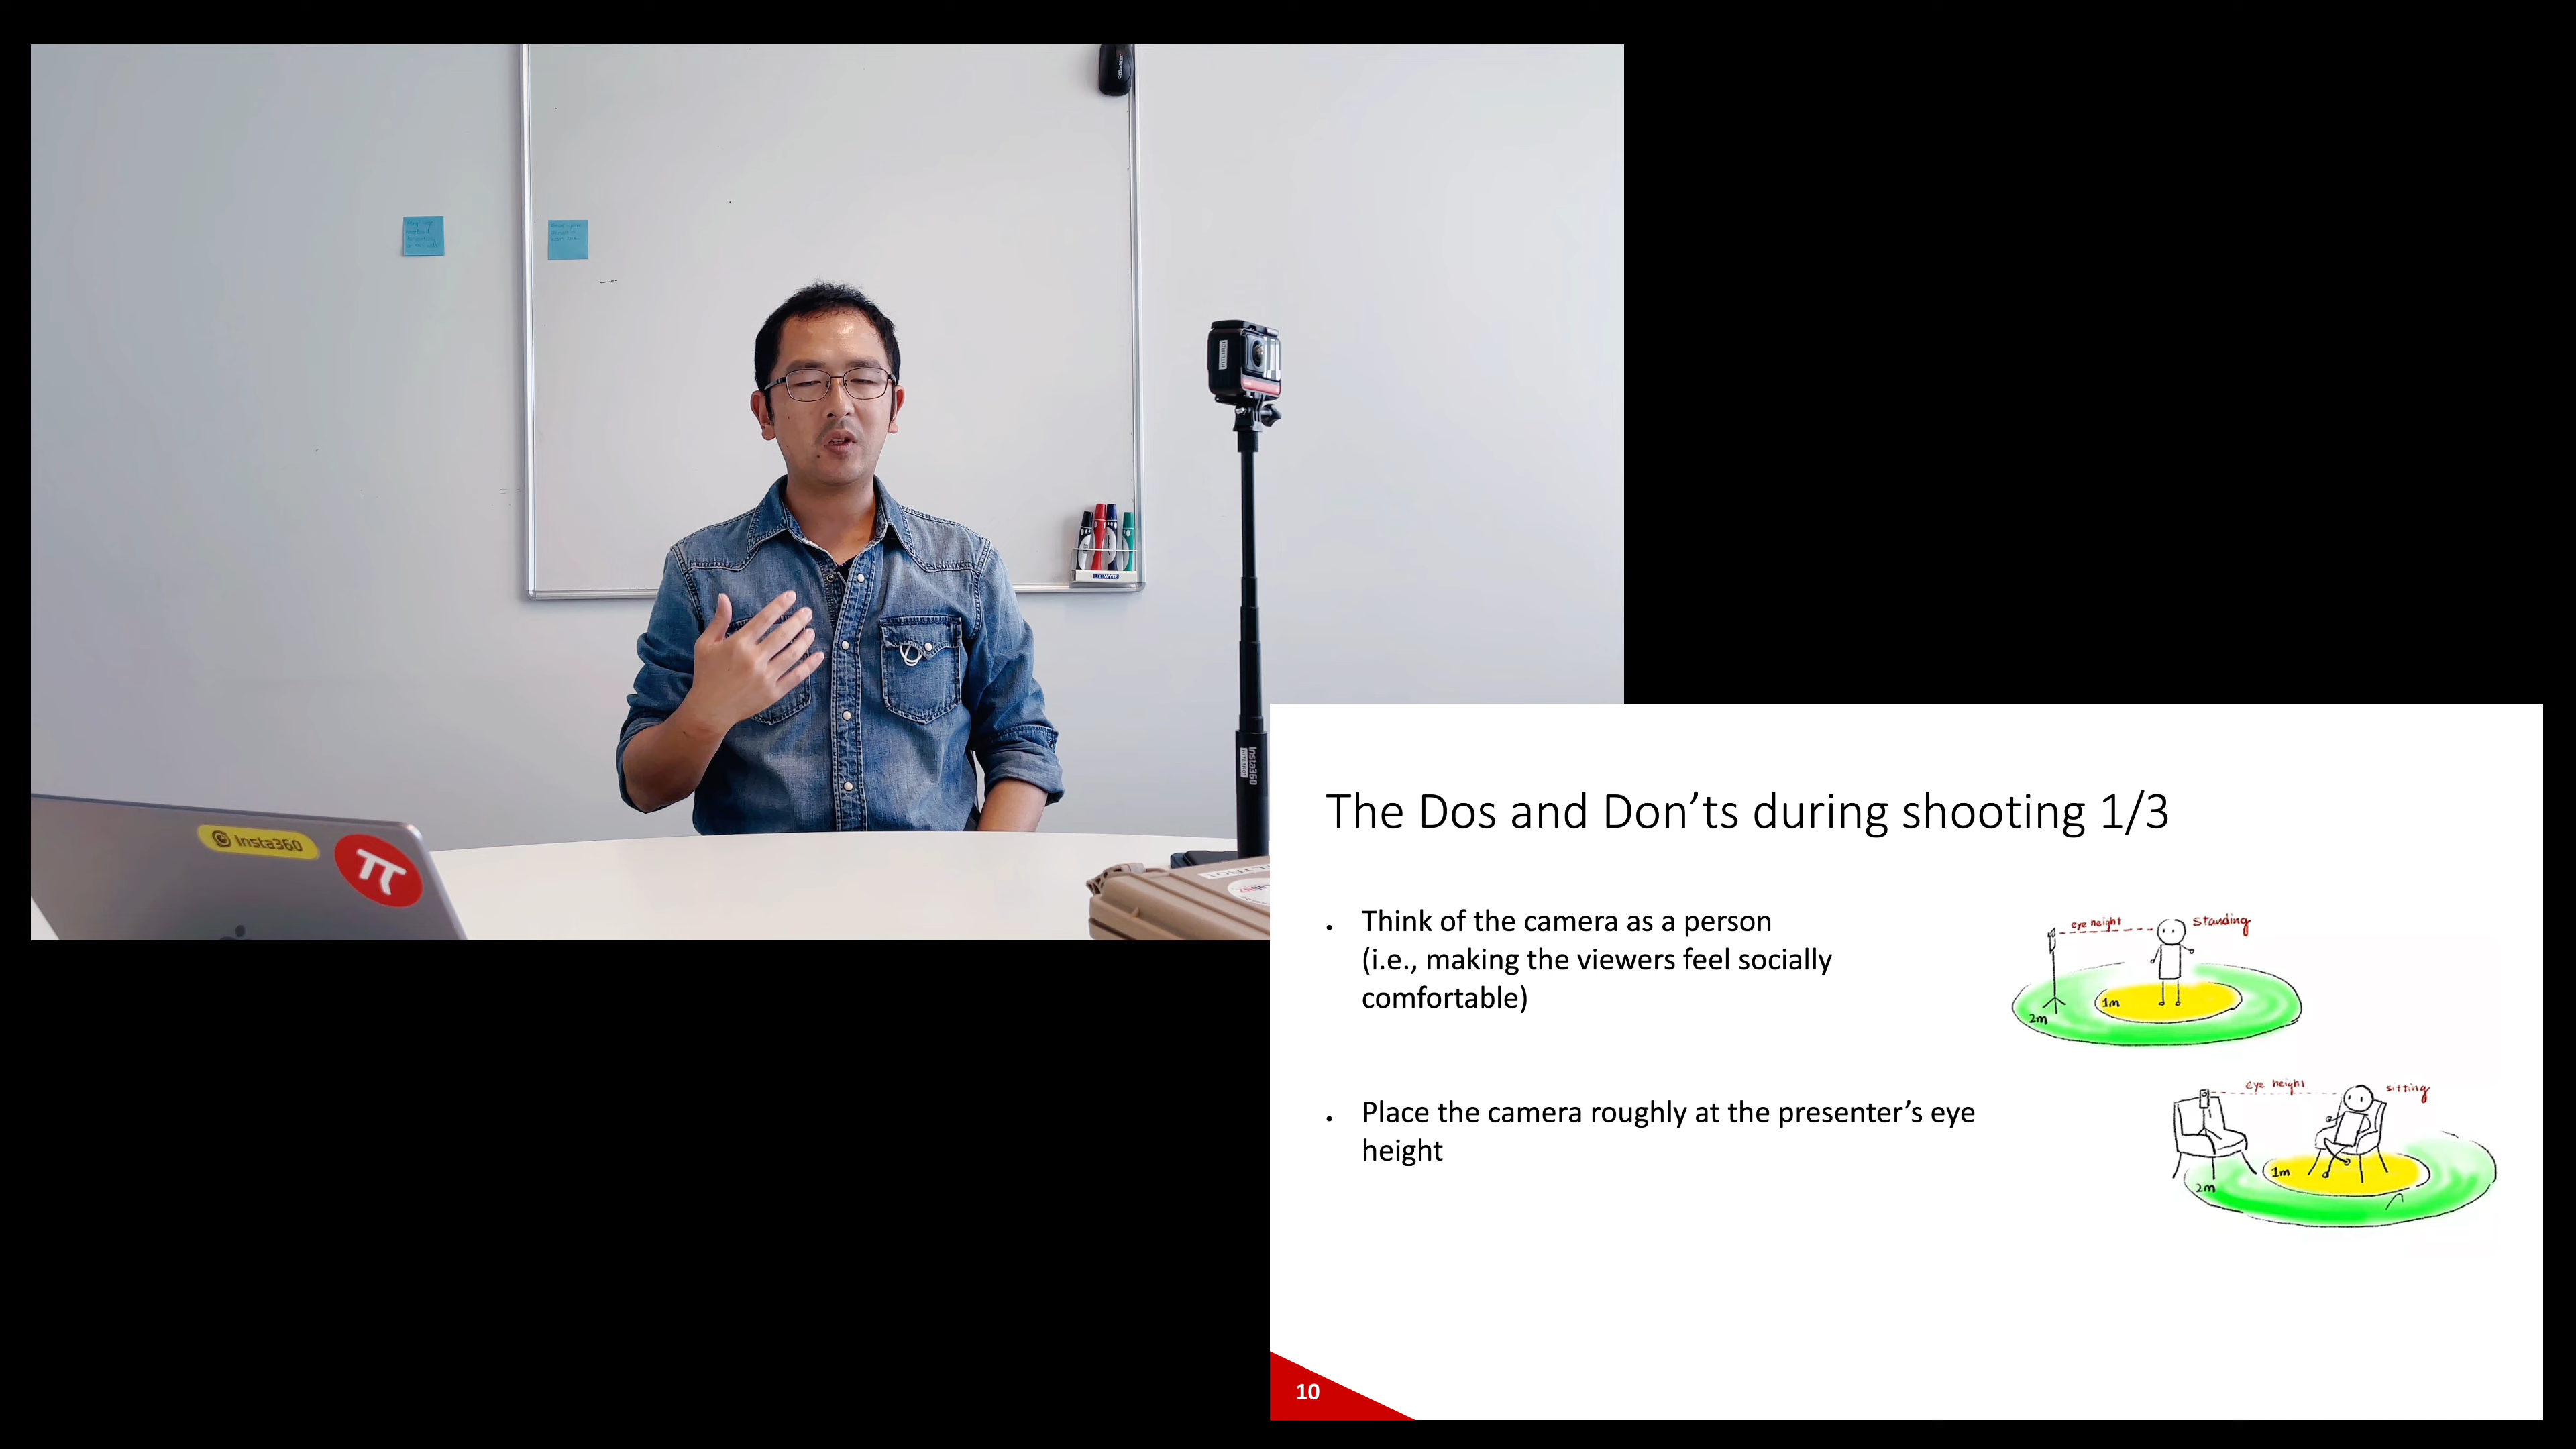 Insta360
Insta360
The Dos and Don'ts during shooting 1/3
• Think of the camera as a person
(i.e., making the viewers feel socially
comfortable)
• Place the camera roughly at the presenter's eye
height
eye height
standing
1m
2m
eye height
sitting
1m
2m
10